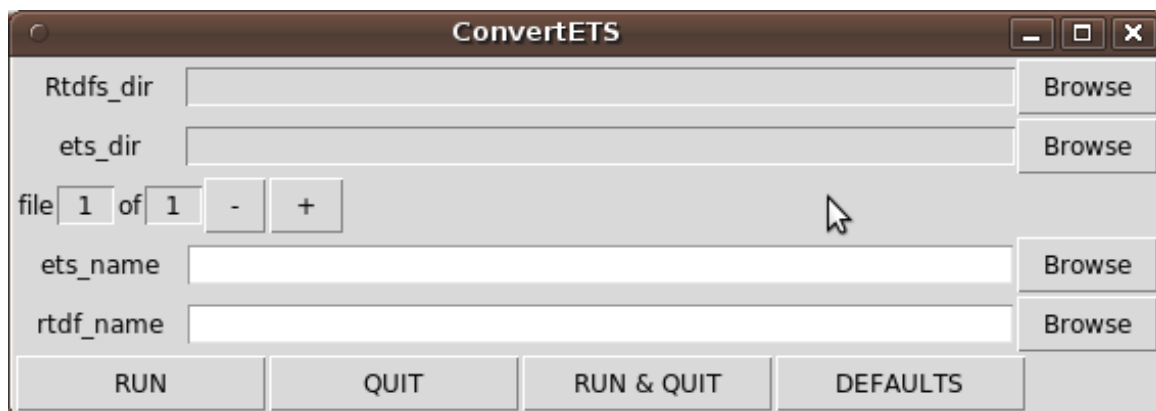 ConvertETS
Rtdfs_dir Browse
ets_dir Browse
file 1 of 1 - +
ets_name Browse
rtdf_name Browse
RUN QUIT RUN & QUIT DEFAULTS